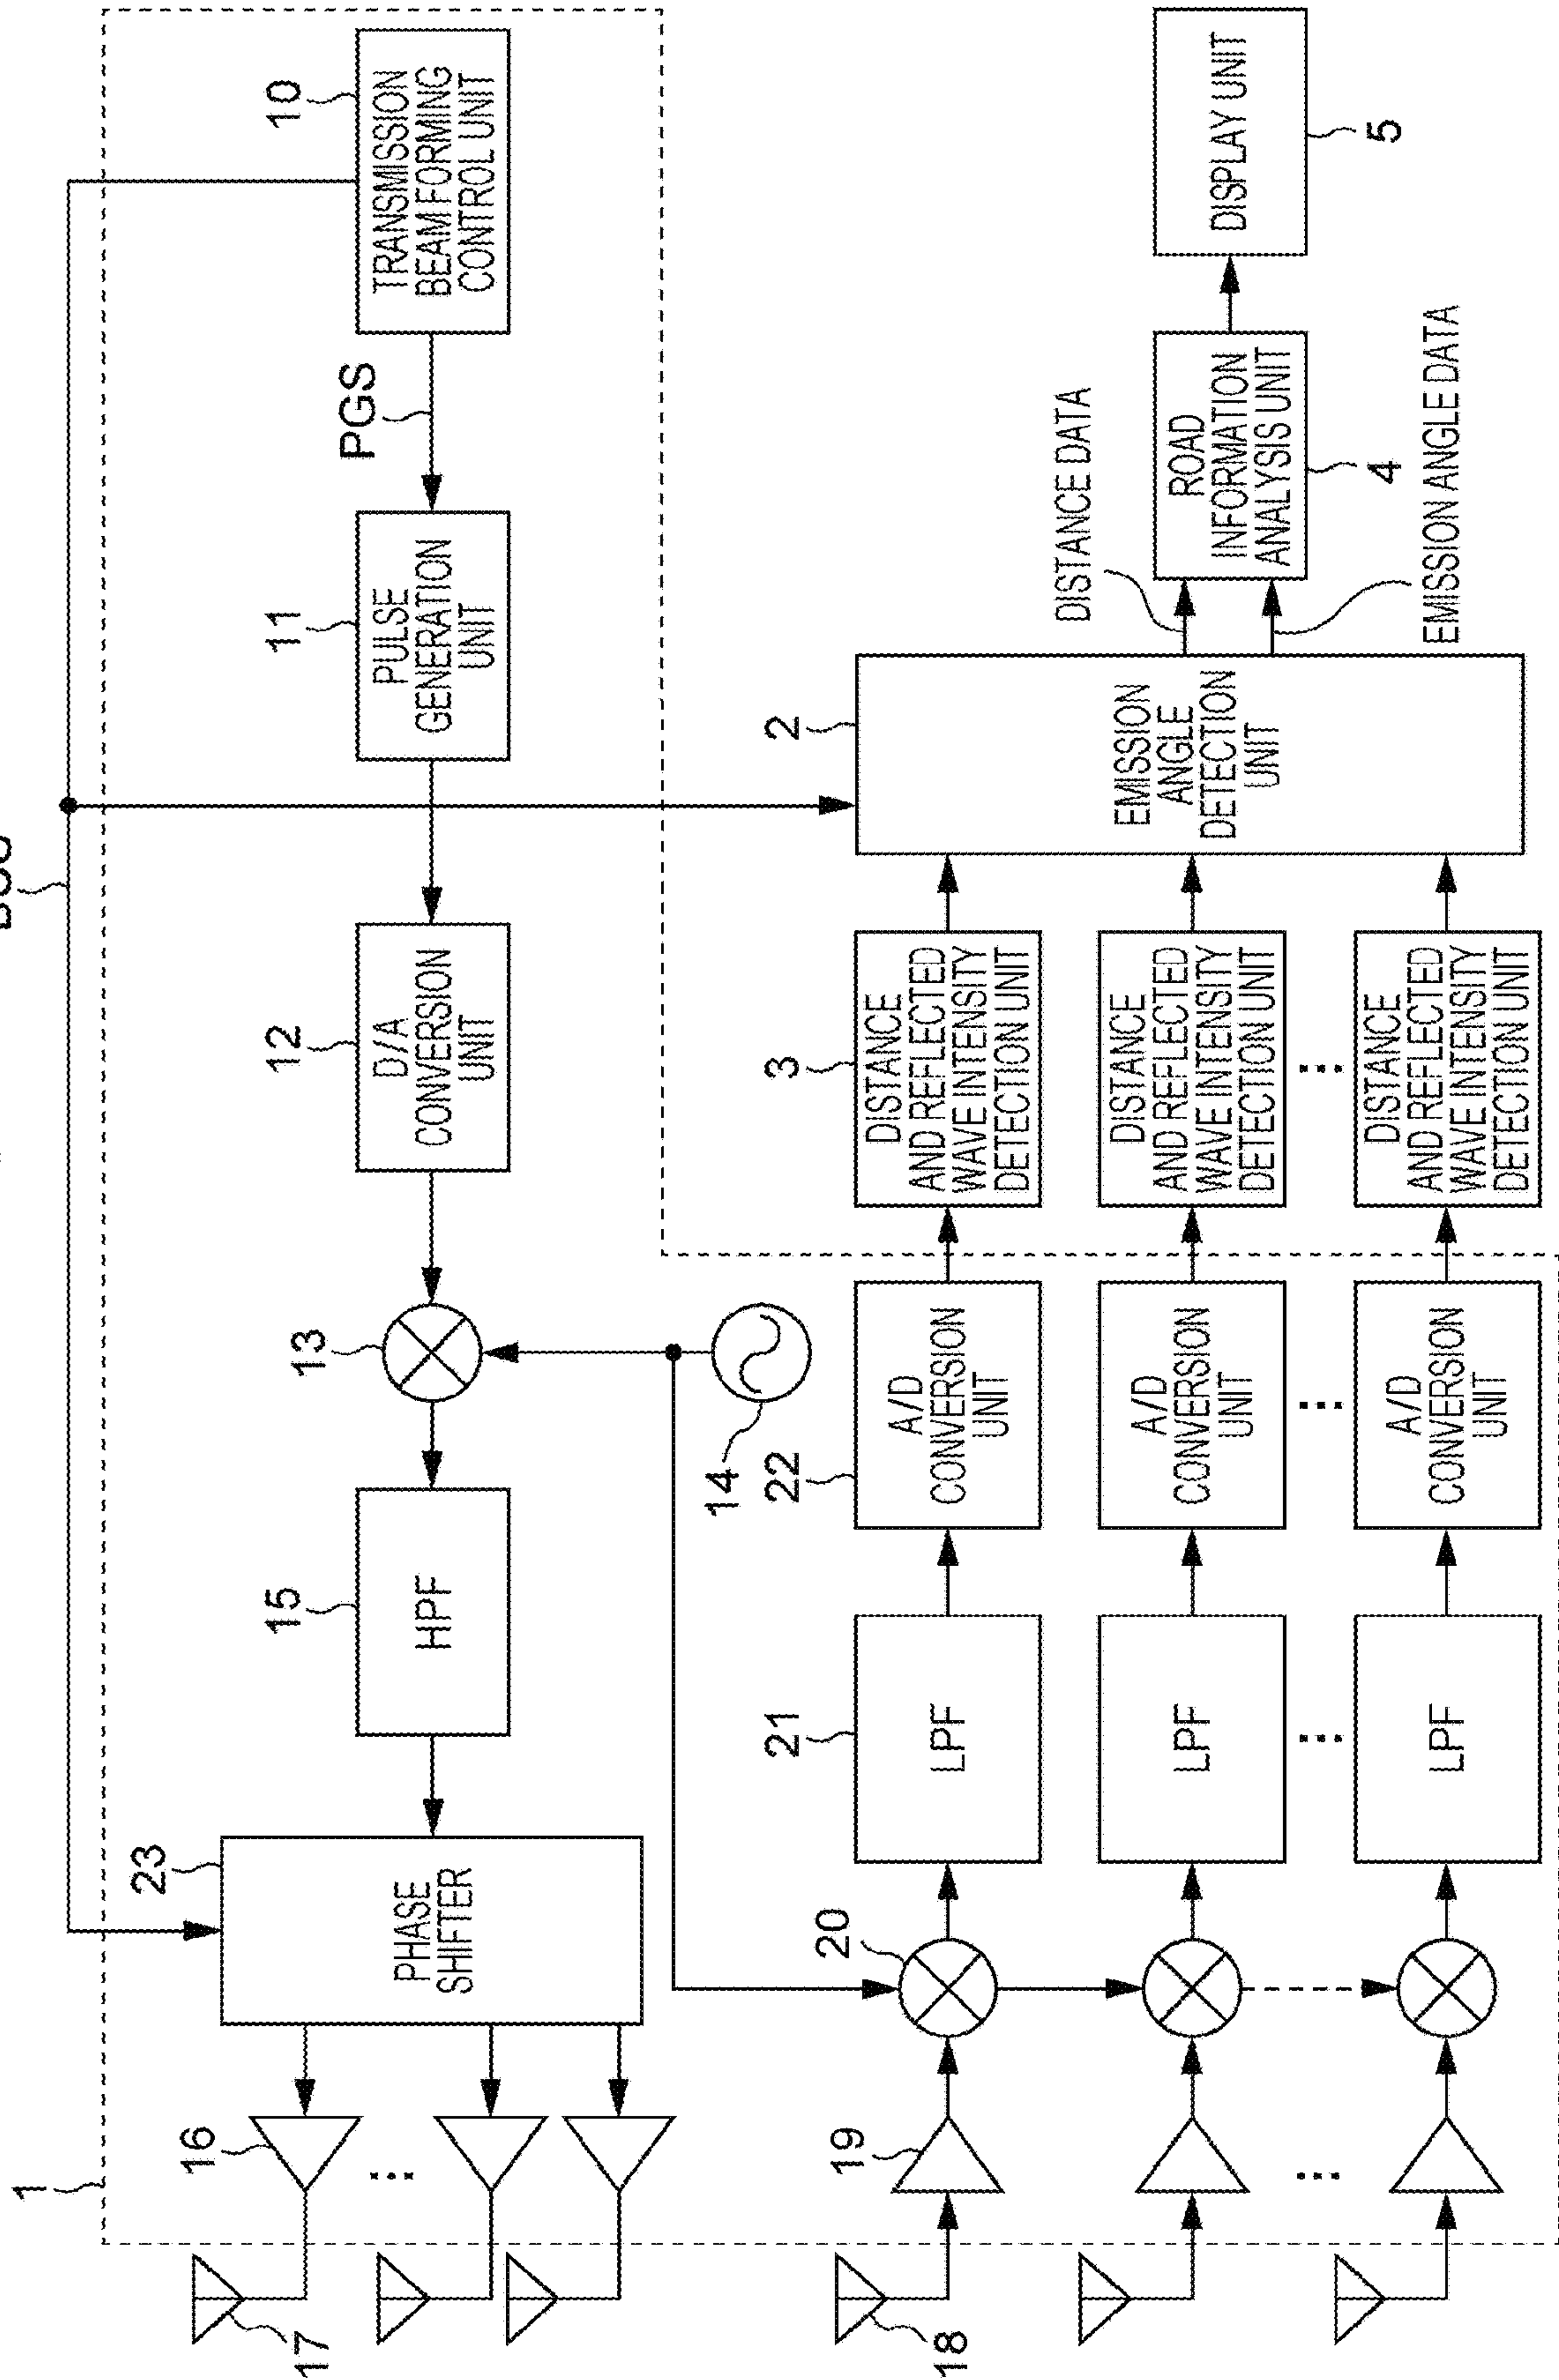 1
10
TRANSMISSION
BEAM FORMING
CONTROL UNIT
PGS
11
PULSE
GENERATION
UNIT
12
D/A
CONVERSION
UNIT
13
14
15
HPF
23
PHASE
SHIFTER
16
...
17
18
19
...
20
21
LPF
LPF
...
LPF
22
A/D
CONVERSION
UNIT
A/D
CONVERSION
UNIT
...
A/D
CONVERSION
UNIT
3
DISTANCE
AND REFLECTED
WAVE INTENSITY
DETECTION UNIT
DISTANCE
AND REFLECTED
WAVE INTENSITY
DETECTION UNIT
...
DISTANCE
AND REFLECTED
WAVE INTENSITY
DETECTION UNIT
2
EMISSION
ANGLE
DETECTION
UNIT
DISTANCE DATA
EMISSION ANGLE DATA
ROAD
INFORMATION
ANALYSIS UNIT
4
DISPLAY UNIT
5